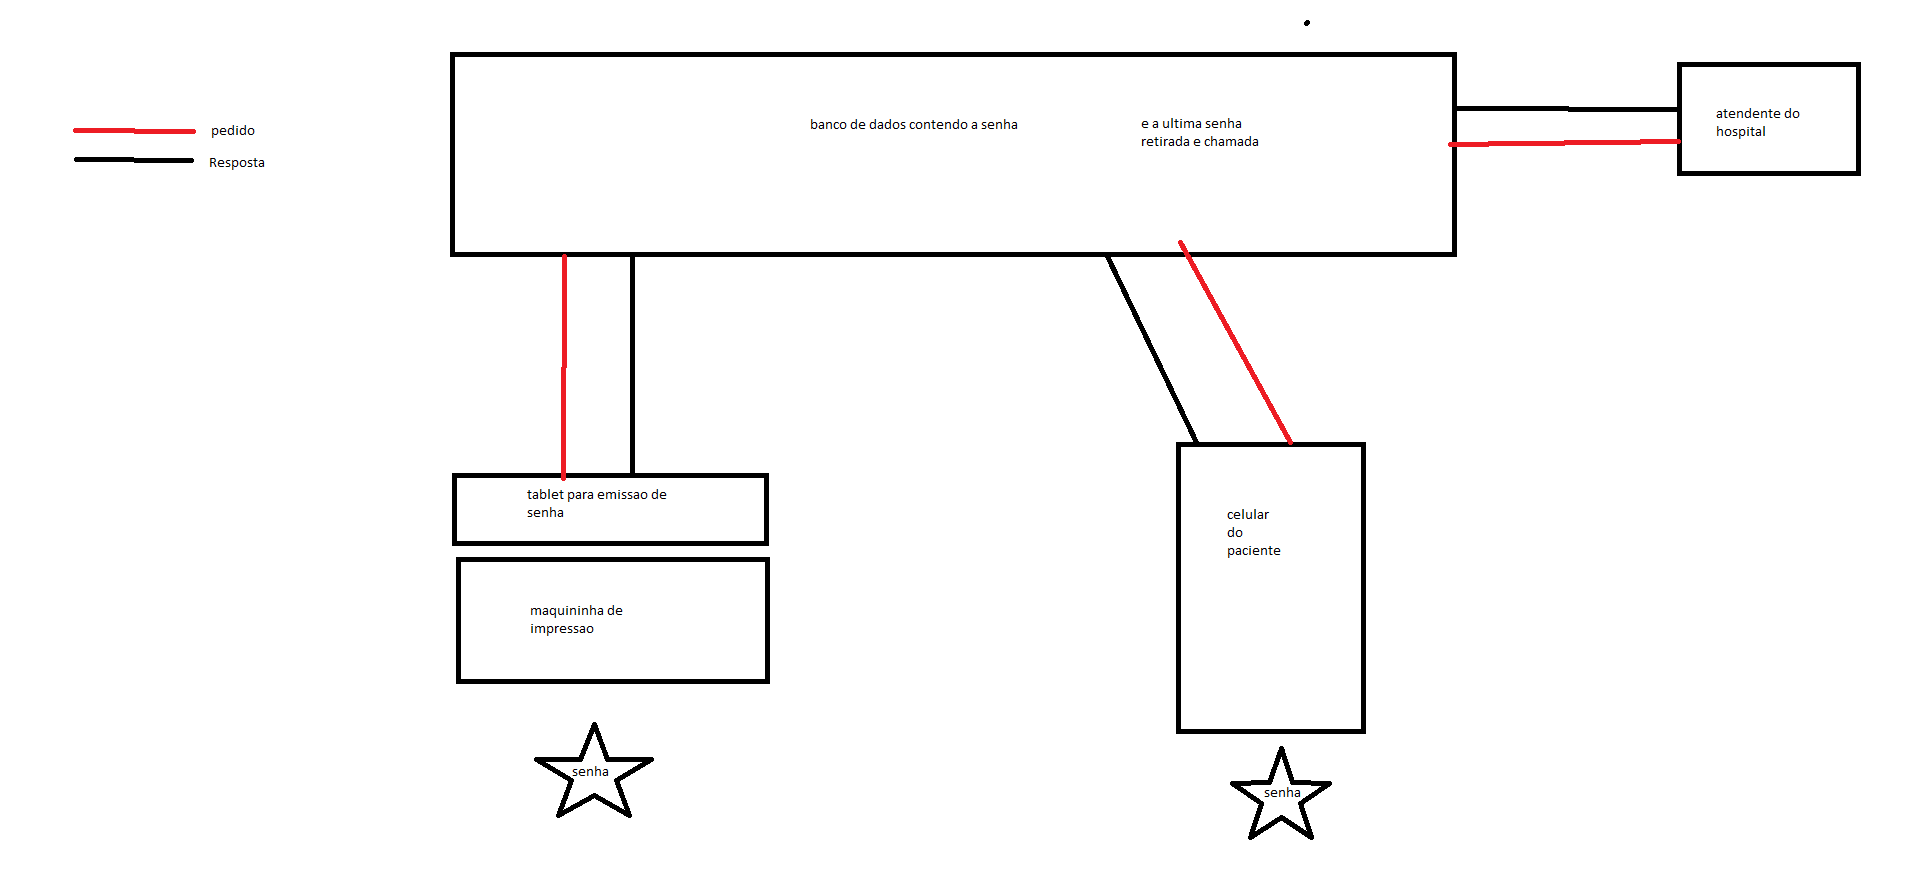 pedido
Resposta
banco de dados contendo a senha
e a ultima senha
retirada e chamada
atendente do
hospital
tablet para emissao de
senha
maquininha de
impressao
senha
celular
do
paciente
senha